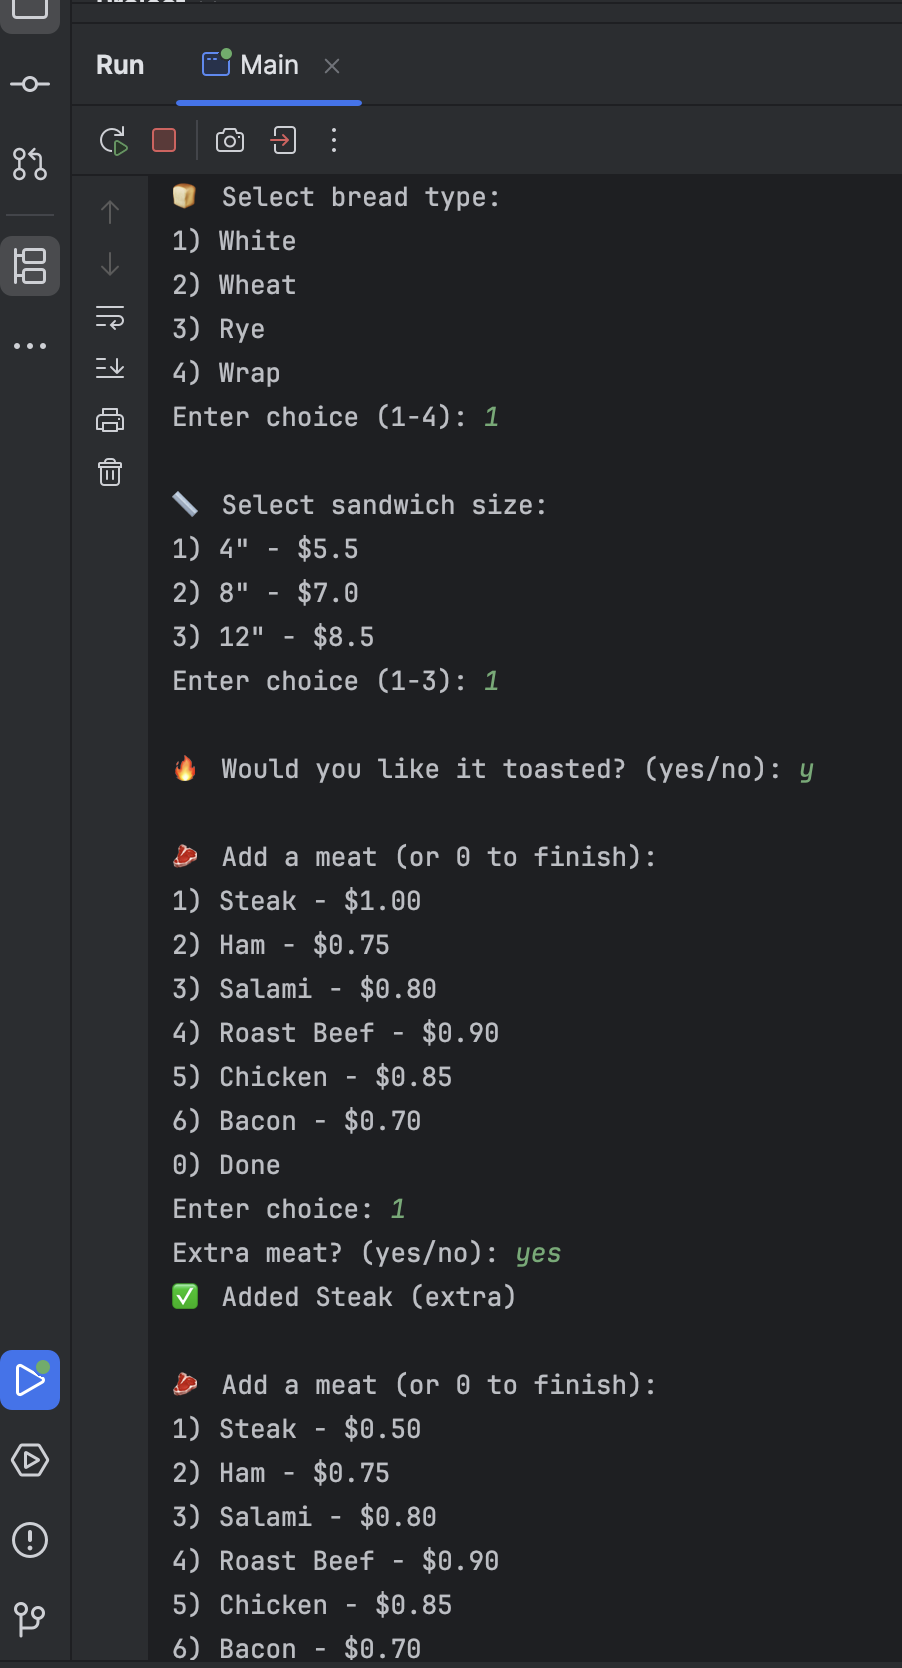 Run Main
Select bread type:
1) White
2) Wheat
3) Rye
4) Wrap
Enter choice (1-4): 1
Select sandwich size:
1) 4" - $5.5
2) 8" - $7.0
3) 12" - $8.5
Enter choice (1-3): 1
Would you like it toasted? (yes/no): y
Add a meat (or 0 to finish):
1) Steak - $1.00
2) Ham - $0.75
3) Salami - $0.80
4) Roast Beef - $0.90
5) Chicken - $0.85
6) Bacon - $0.70
0) Done
Enter choice: 1
Extra meat? (yes/no): yes
Added Steak (extra)
Add a meat (or 0 to finish):
1) Steak - $0.50
2) Ham - $0.75
3) Salami - $0.80
4) Roast Beef - $0.90
5) Chicken - $0.85
6) Bacon - $0.70